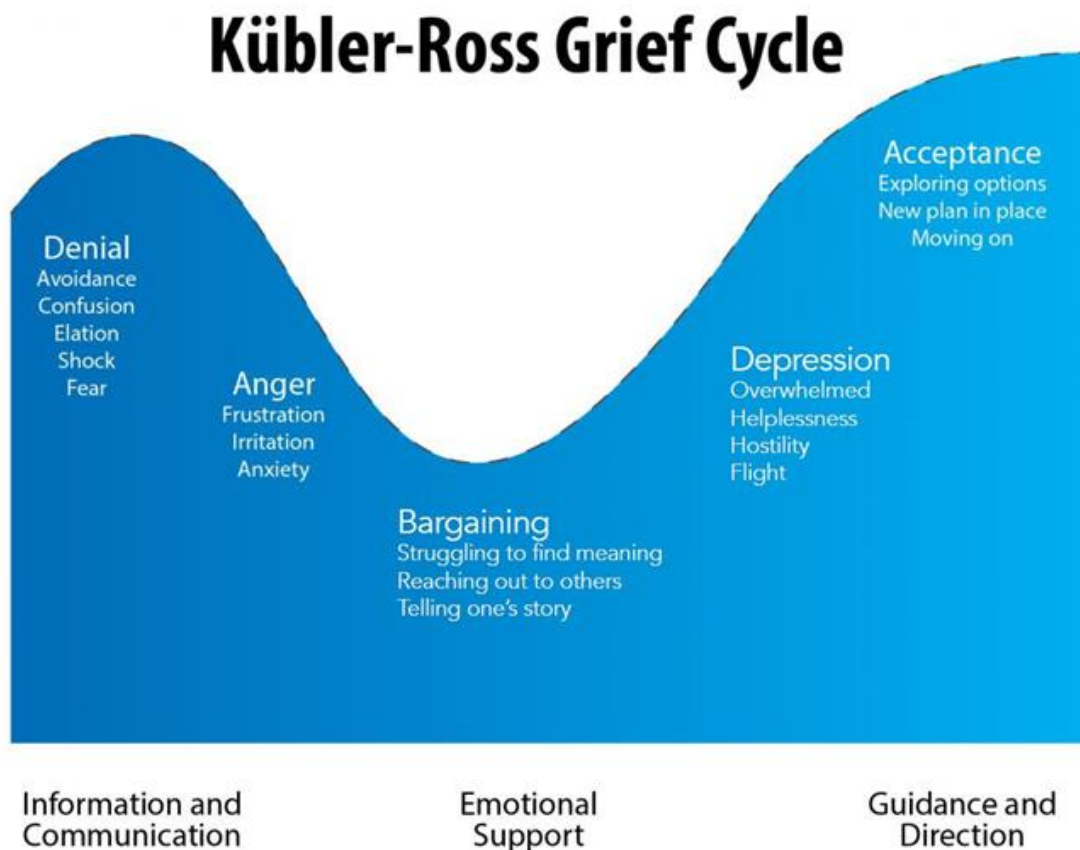 Kübler-Ross Grief Cycle
Denial
Avoidance
Confusion
Elation
Shock
Fear
Anger
Frustration
Irritation
Anxiety
Bargaining
Struggling to find meaning
Reaching out to others
Telling one's story
Depression
Overwhelmed
Helplessness
Hostility
Flight
Acceptance
Exploring options
New plan in place
Moving on
Information and
Communication
Emotional
Support
Guidance and
Direction